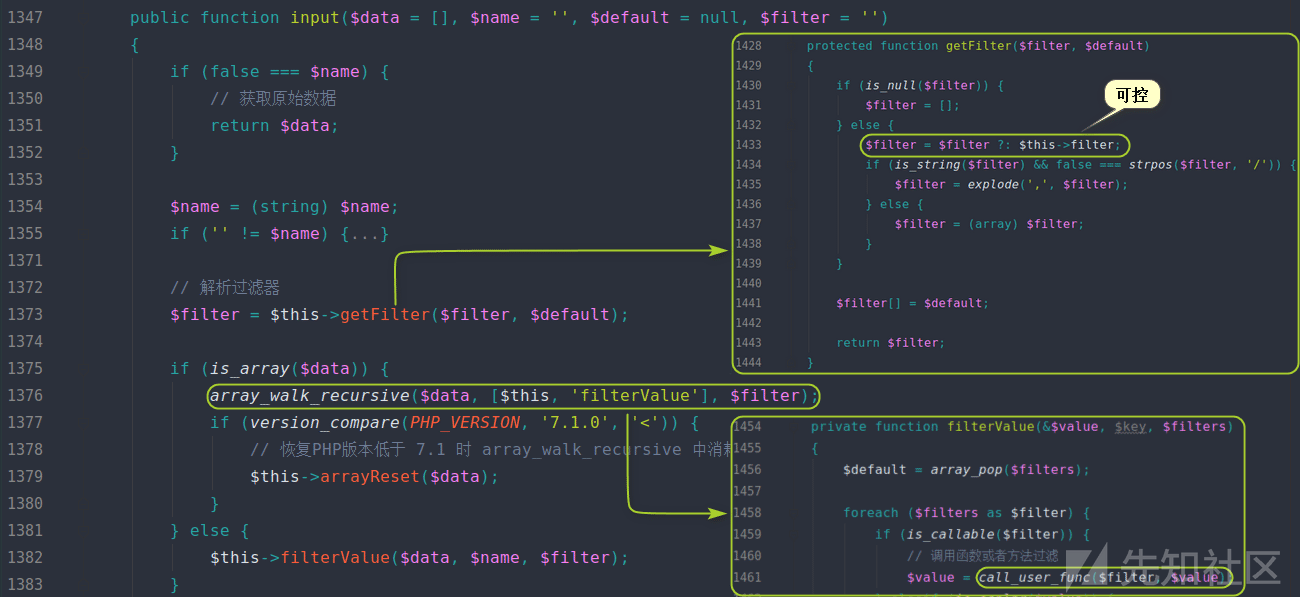 1347 public function input($data = [], $name = '', $default = null, $filter = '')
1348 {
1349 if (false === $name) {
1350 // 获取原始数据
1351 return $data;
1352 }
1353
1354 $name = (string) $name;
1355 if ('' != $name) {...}
1371
1372 // 解析过滤器
1373 $filter = $this->getFilter($filter, $default);
1374
1375 if (is_array($data)) {
1376 array_walk_recursive($data, [$this, 'filterValue'], $filter);
1377 if (version_compare(PHP_VERSION, '7.1.0', '<')) {
1378 // 恢复PHP版本低于 7.1 时 array_walk_recursive 中消
1379 $this->arrayReset($data);
1380 }
1381 } else {
1382 $this->filterValue($data, $name, $filter);
1383 }
1428 protected function getFilter($filter, $default)
1429 {
1430 if (is_null($filter)) {
1431 $filter = [];
1432 } else {
可控
1433 $filter = $filter ?: $this->filter;
1434 if (is_string($filter) && false === strpos($filter, '/')) {
1435 $filter = explode(',', $filter);
1436 } else {
1437 $filter = (array) $filter;
1438 }
1439 }
1440
1441 $filter[] = $default;
1442
1443 return $filter;
1444 }
1454 private function filterValue(&$value, $key, $filters)
1455 {
1456 $default = array_pop($filters);
1457
1458 foreach ($filters as $filter) {
1459 if (is_callable($filter)) {
1460 // 调用函数或者方法过滤
1461 $value = call_user_func($filter, $value)
先知社区